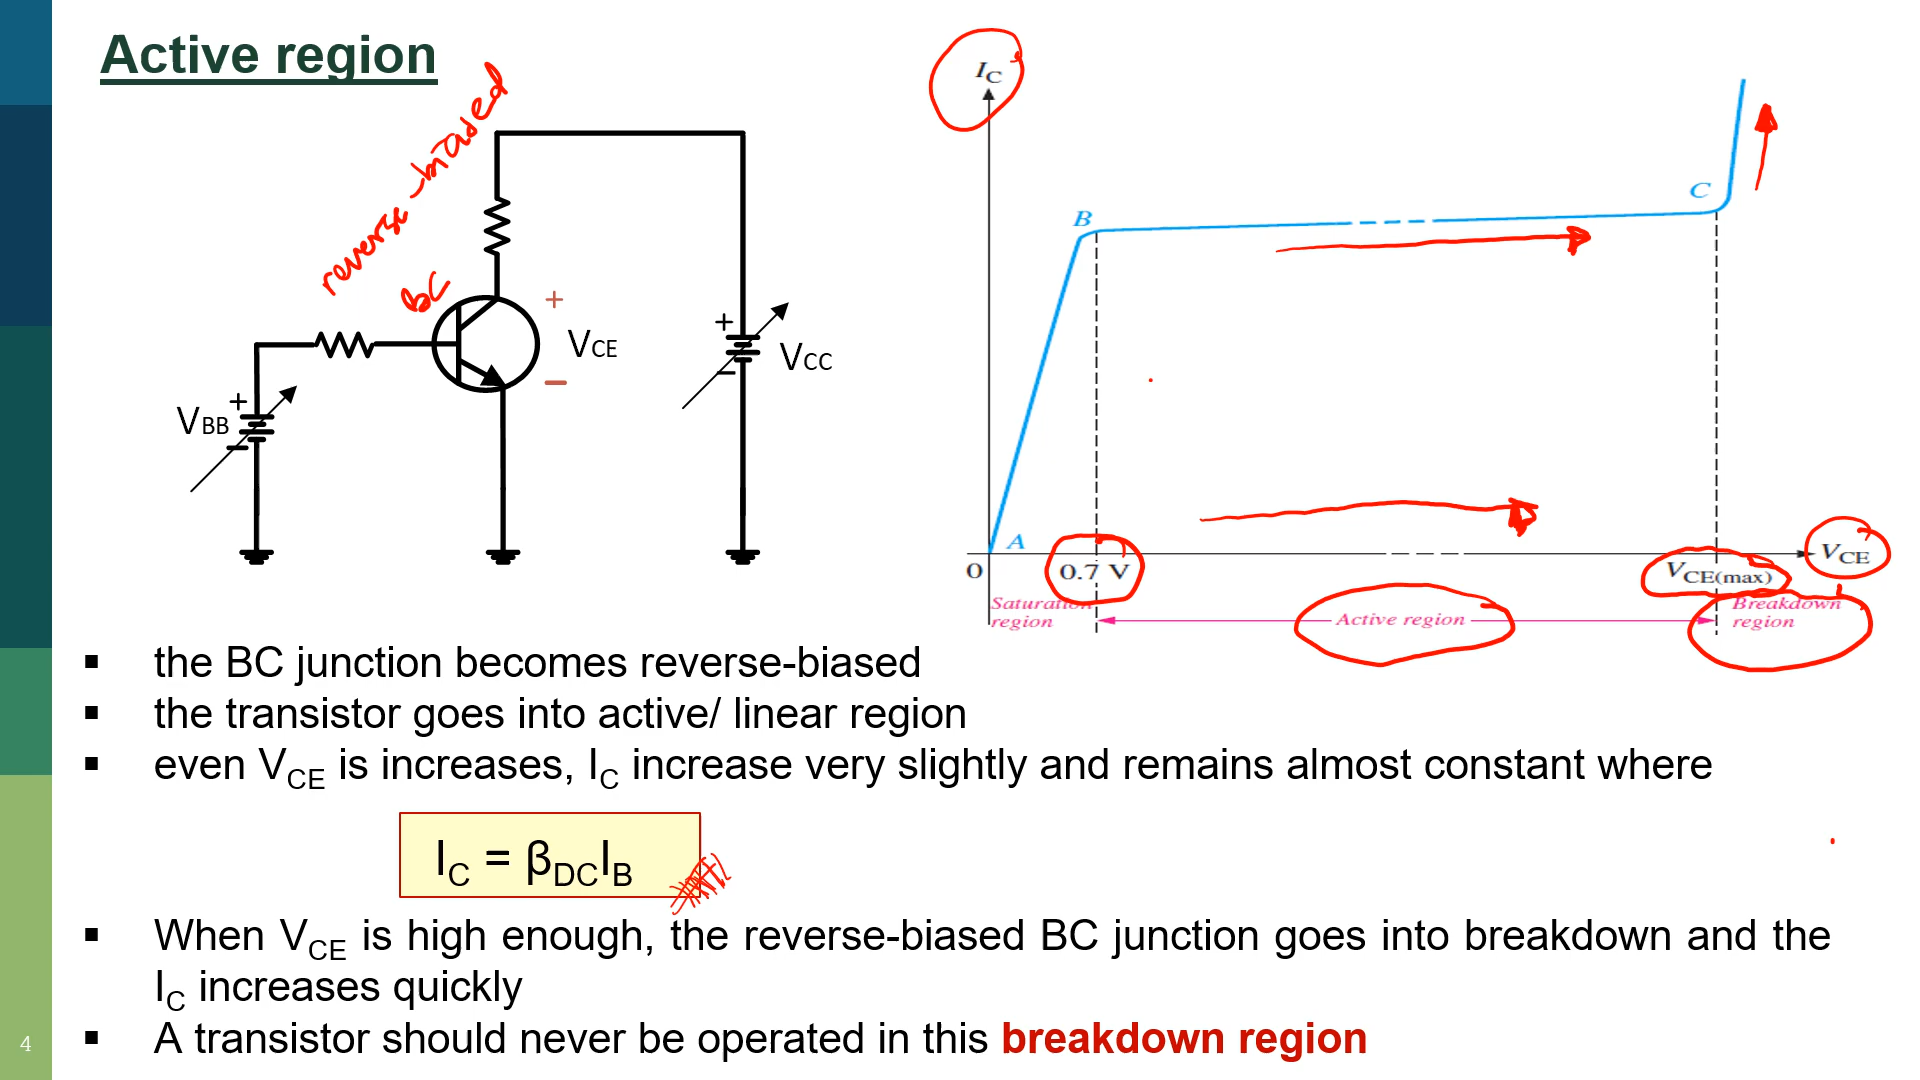 Active region
reverse-biased
BC
+
VCE
−
+
VCC
−
+
VBB
−
IC
B
C
A
0
0.7 V
VCE(max)
VCE
Saturation
region
Active region
Breakdown
region
▪ the BC junction becomes reverse-biased
▪ the transistor goes into active/ linear region
▪ even VCE is increases, IC increase very slightly and remains almost constant where
IC = βDCIB
▪ When VCE is high enough, the reverse-biased BC junction goes into breakdown and the
IC increases quickly
▪ A transistor should never be operated in this breakdown region
4